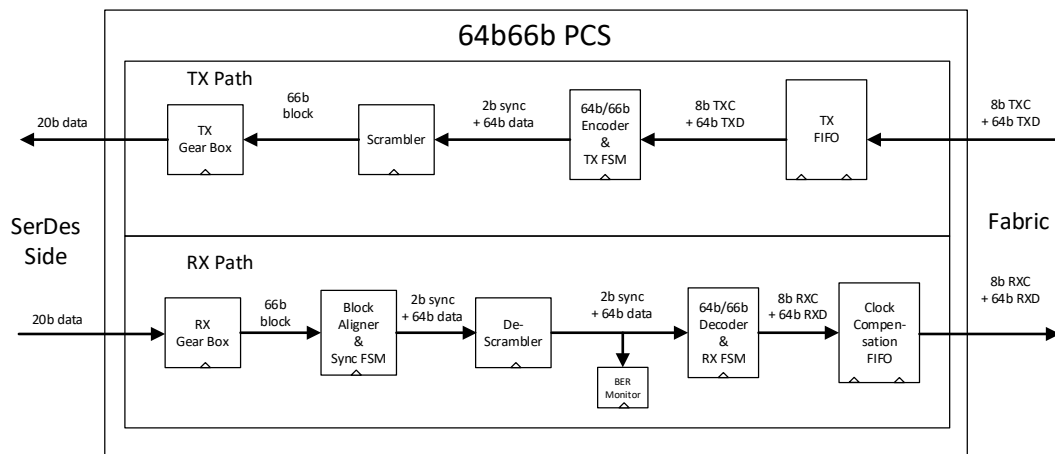 64b66b PCS
TX Path
20b data
TX
Gear Box
66b
block
Scrambler
2b sync
+ 64b data
64b/66b
Encoder
&
TX FSM
8b TXC
+ 64b TXD
TX
FIFO
8b TXC
+ 64b TXD
SerDes
Side
Fabric
RX Path
20b data
RX
Gear Box
66b
block
Block
Aligner
&
Sync FSM
2b sync
+ 64b data
De-
Scrambler
2b sync
+ 64b data
BER
Monitor
64b/66b
Decoder
&
RX FSM
8b RXC
+ 64b RXD
Clock
Compen-
sation
FIFO
8b RXC
+ 64b RXD